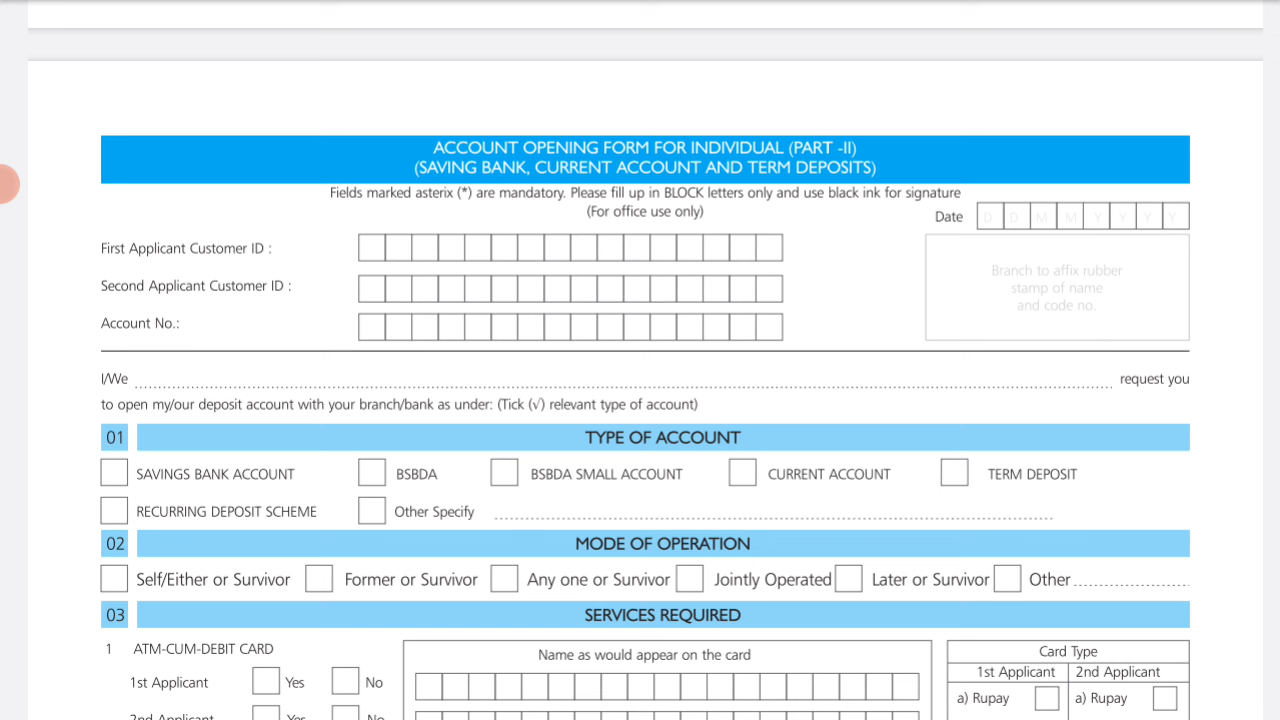 ACCOUNT OPENING FORM FOR INDIVIDUAL (PART -II)
(SAVING BANK, CURRENT ACCOUNT AND TERM DEPOSITS)
Fields marked asterix (*) are mandatory. Please fill up in BLOCK letters only and use black ink for signature
(For office use only)
Date D D M M Y Y Y Y
First Applicant Customer ID :
Second Applicant Customer ID :
Account No.:
Branch to affix rubber
stamp of name
and code no.
I/We ........ request you
to open my/our deposit account with your branch/bank as under: (Tick (√) relevant type of account)
01 TYPE OF ACCOUNT
SAVINGS BANK ACCOUNT BSBDA BSBDA SMALL ACCOUNT CURRENT ACCOUNT TERM DEPOSIT
RECURRING DEPOSIT SCHEME Other Specify ........
02 MODE OF OPERATION
Self/Either or Survivor Former or Survivor Any one or Survivor Jointly Operated Later or Survivor Other........
03 SERVICES REQUIRED
1 ATM-CUM-DEBIT CARD
Name as would appear on the card
Card Type
1st Applicant 2nd Applicant
1st Applicant Yes No
a) Rupay a) Rupay
2nd Applicant Yes No